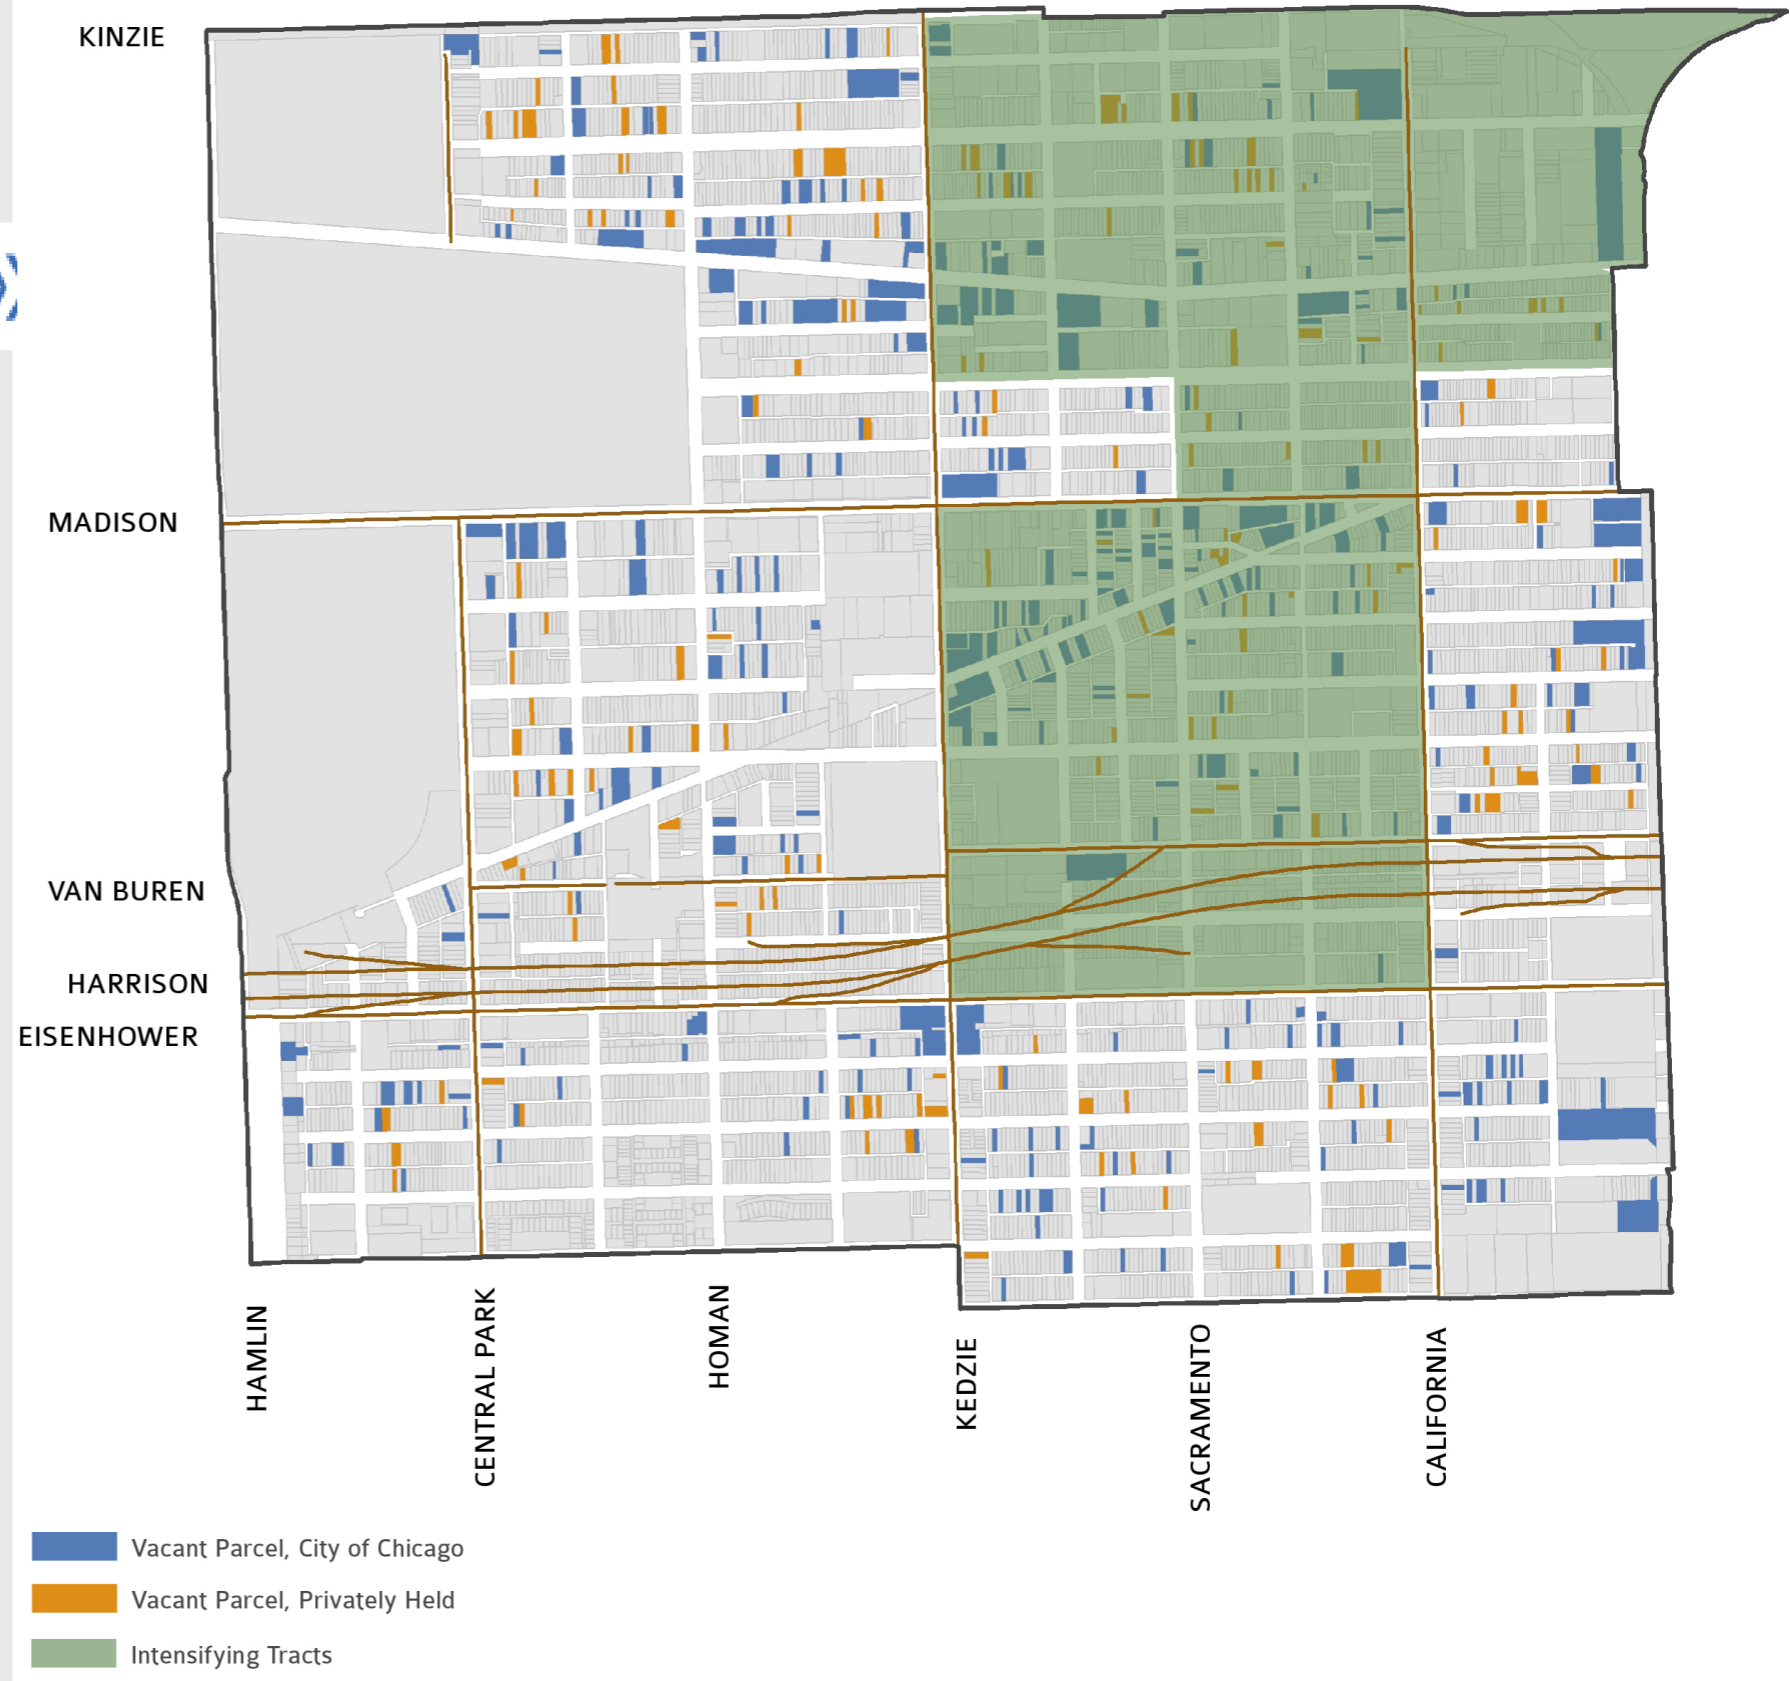 KINZIE
MADISON
VAN BUREN
HARRISON
EISENHOWER
HAMLIN
CENTRAL PARK
HOMAN
KEDZIE
SACRAMENTO
CALIFORNIA
Vacant Parcel, City of Chicago
Vacant Parcel, Privately Held
Intensifying Tracts